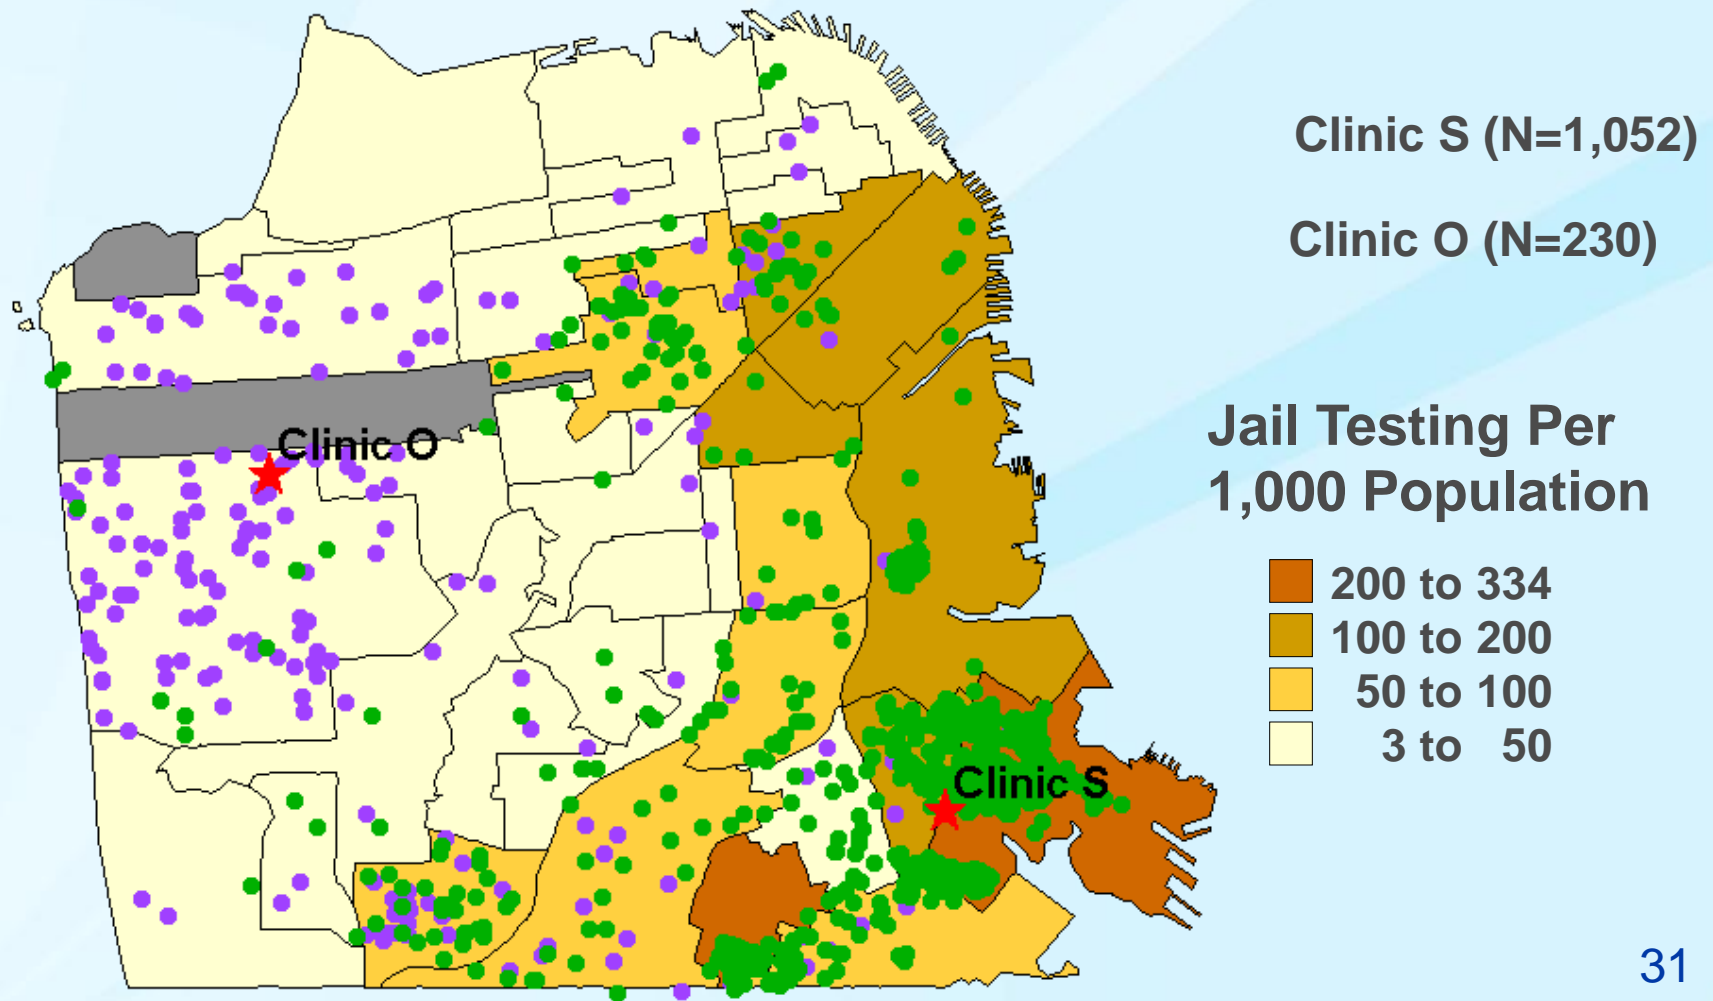 Clinic S (N=1,052)
Clinic O (N=230)
Clinic O
Jail Testing Per
1,000 Population
200 to 334
100 to 200
50 to 100
3 to 50
Clinic S
31